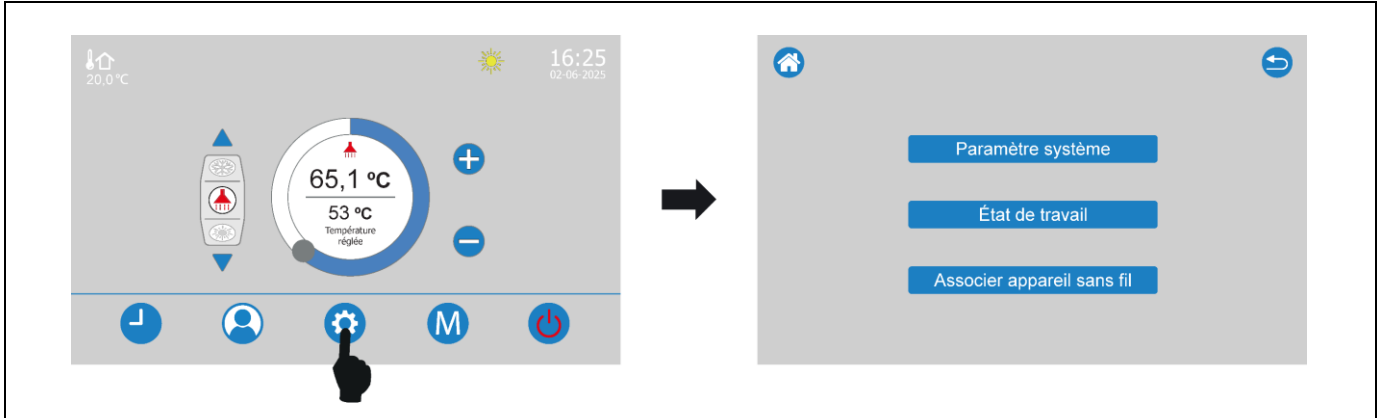 20,0 °C
16:25
02-06-2025
65,1 ºC
53 ºC
Température
réglée
M
Paramètre système
État de travail
Associer appareil sans fil